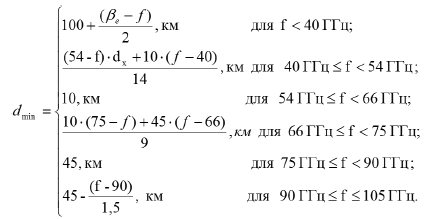 d_min = {
100 + (β_e − f)/2, км для f < 40 ГГц;
((54 - f) · d_x + 10 · (f − 40))/14, км для 40 ГГц ≤ f < 54 ГГц;
10, км для 54 ГГц ≤ f < 66 ГГц;
(10 · (75 − f) + 45 · (f − 66))/9, км для 66 ГГц ≤ f < 75 ГГц;
45, км для 75 ГГц ≤ f < 90 ГГц;
45 - (f - 90)/1,5, км для 90 ГГц ≤ f ≤ 105 ГГц.